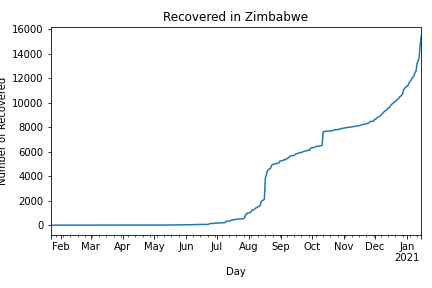 Recovered in Zimbabwe
Number of Recovered
16000
14000
12000
10000
8000
6000
4000
2000
0
Feb Mar Apr May Jun Jul Aug Sep Oct Nov Dec Jan
2021
Day